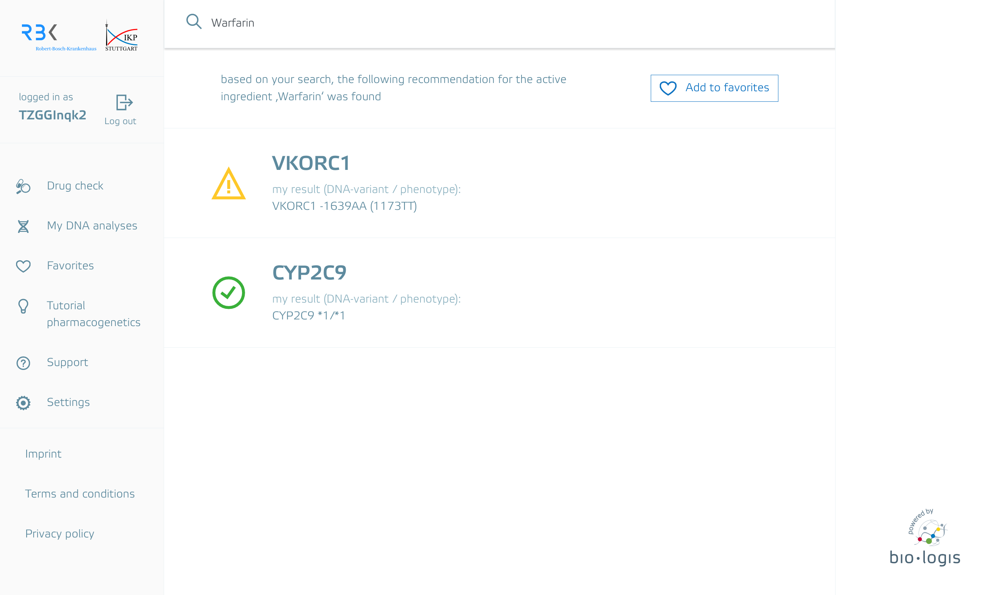 RBK
Robert-Bosch-Krankenhaus
IKP
STUTTGART
logged in as
TZGGInqk2
Log out
Drug check
My DNA analyses
Favorites
Tutorial
pharmacogenetics
Support
Settings
Imprint
Terms and conditions
Privacy policy
Warfarin
based on your search, the following recommendation for the active
ingredient ‚Warfarin‘ was found
Add to favorites
VKORC1
my result (DNA-variant / phenotype):
VKORC1 -1639AA (1173TT)
CYP2C9
my result (DNA-variant / phenotype):
CYP2C9 *1/*1
powered by
bio•logis